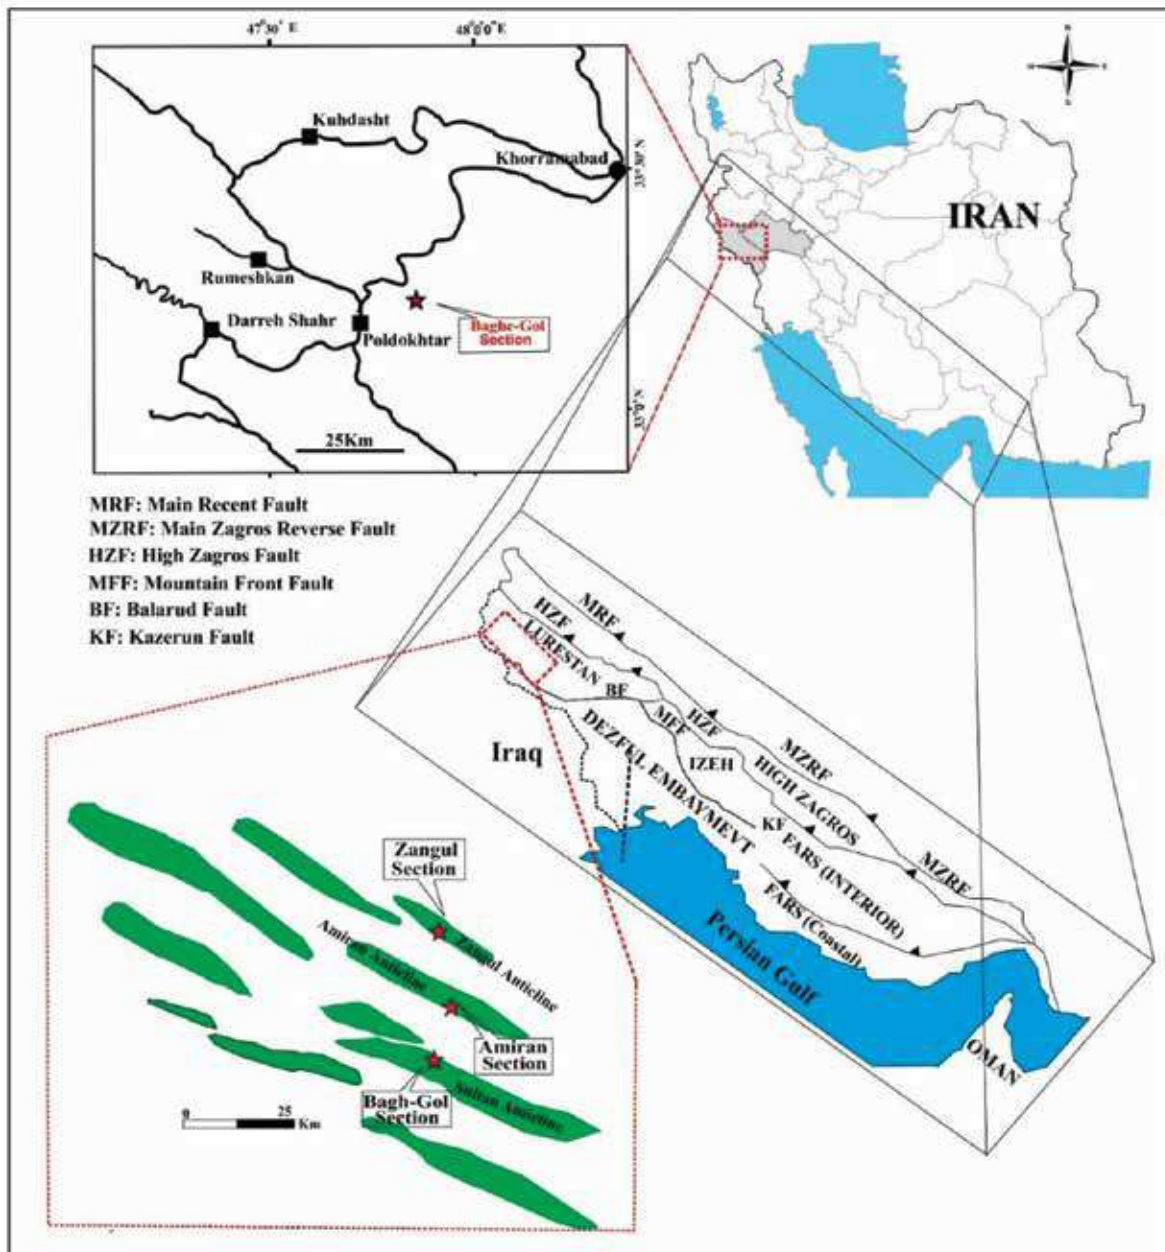 47°30' E
48°00'E
N
W
E
S
Kuhdasht
Khorramabad
33°30' N
IRAN
Rumeshkan
Darreh Shahr
Poldokhtar
Baghe-Gol
Section
33°0' N
25Km
MRF: Main Recent Fault
MZRF: Main Zagros Reverse Fault
HZF: High Zagros Fault
MFF: Mountain Front Fault
BF: Balarud Fault
KF: Kazerun Fault
HZF
MRF
LURESTAN
BF
MFF
HZF
MZRF
Iraq
DEZFUL EMBAYMEVT
IZEH
HIGH ZAGROS
KF
FARS (INTERIOR)
MZRF
FARS (Coastal)
Persian Gulf
OMAN
Zangul
Section
Amiran Anticline
Zangul Anticline
Amiran
Section
Bagh-Gol
Section
Sultan Anticline
0
25
Km